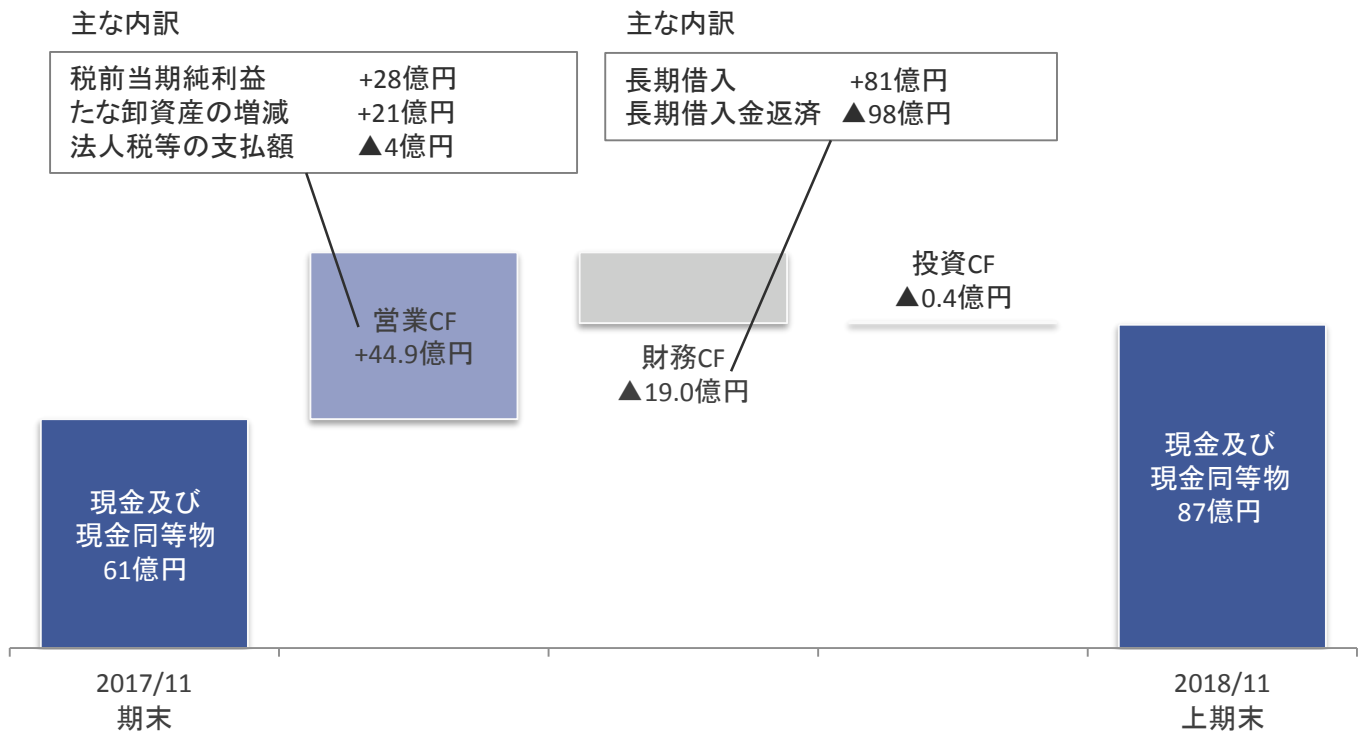 主な内訳
税前当期純利益 +28億円
たな卸資産の増減 +21億円
法人税等の支払額 ▲4億円
主な内訳
長期借入 +81億円
長期借入金返済 ▲98億円
営業CF
+44.9億円
財務CF
▲19.0億円
投資CF
▲0.4億円
現金及び
現金同等物
61億円
現金及び
現金同等物
87億円
2017/11
期末
2018/11
上期末